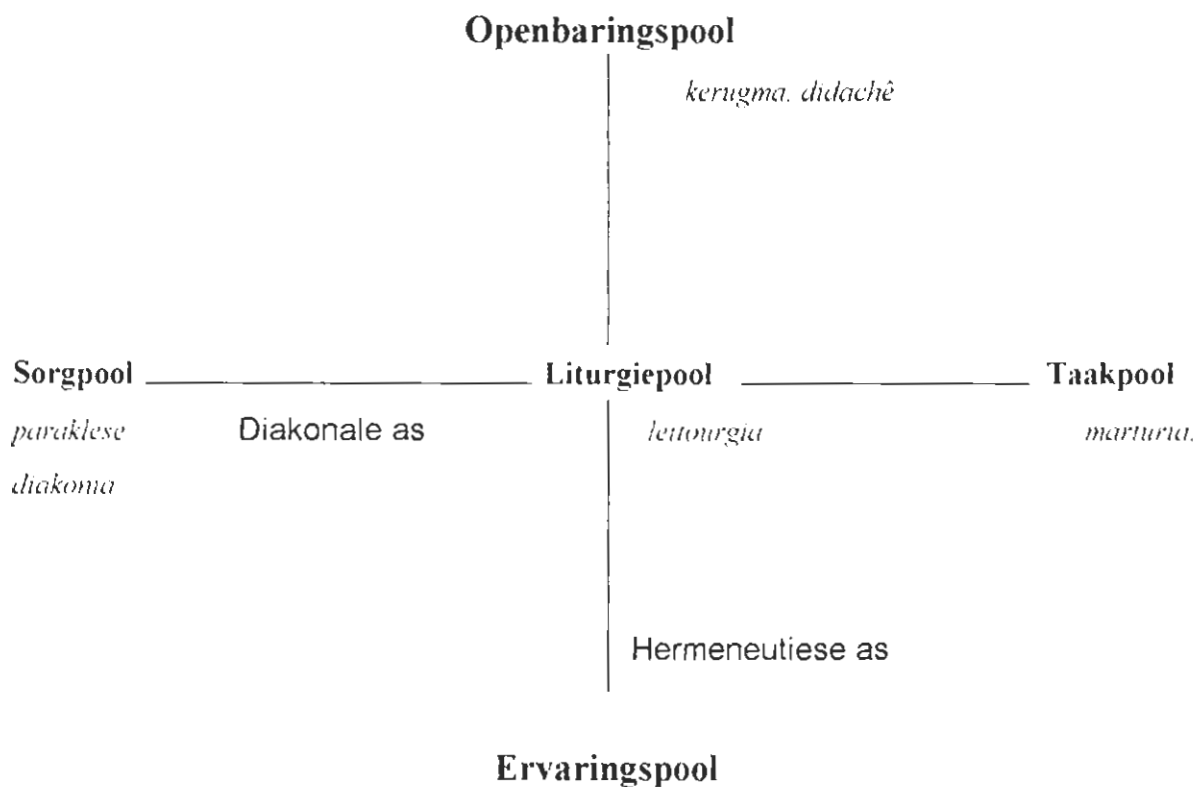 Openbaringspool
kerugma, didachê
Sorgpool Liturgiepool Taakpool
paraklese Diakonale as leitourgia marturia,
diakonia
Hermeneutiese as
Ervaringspool